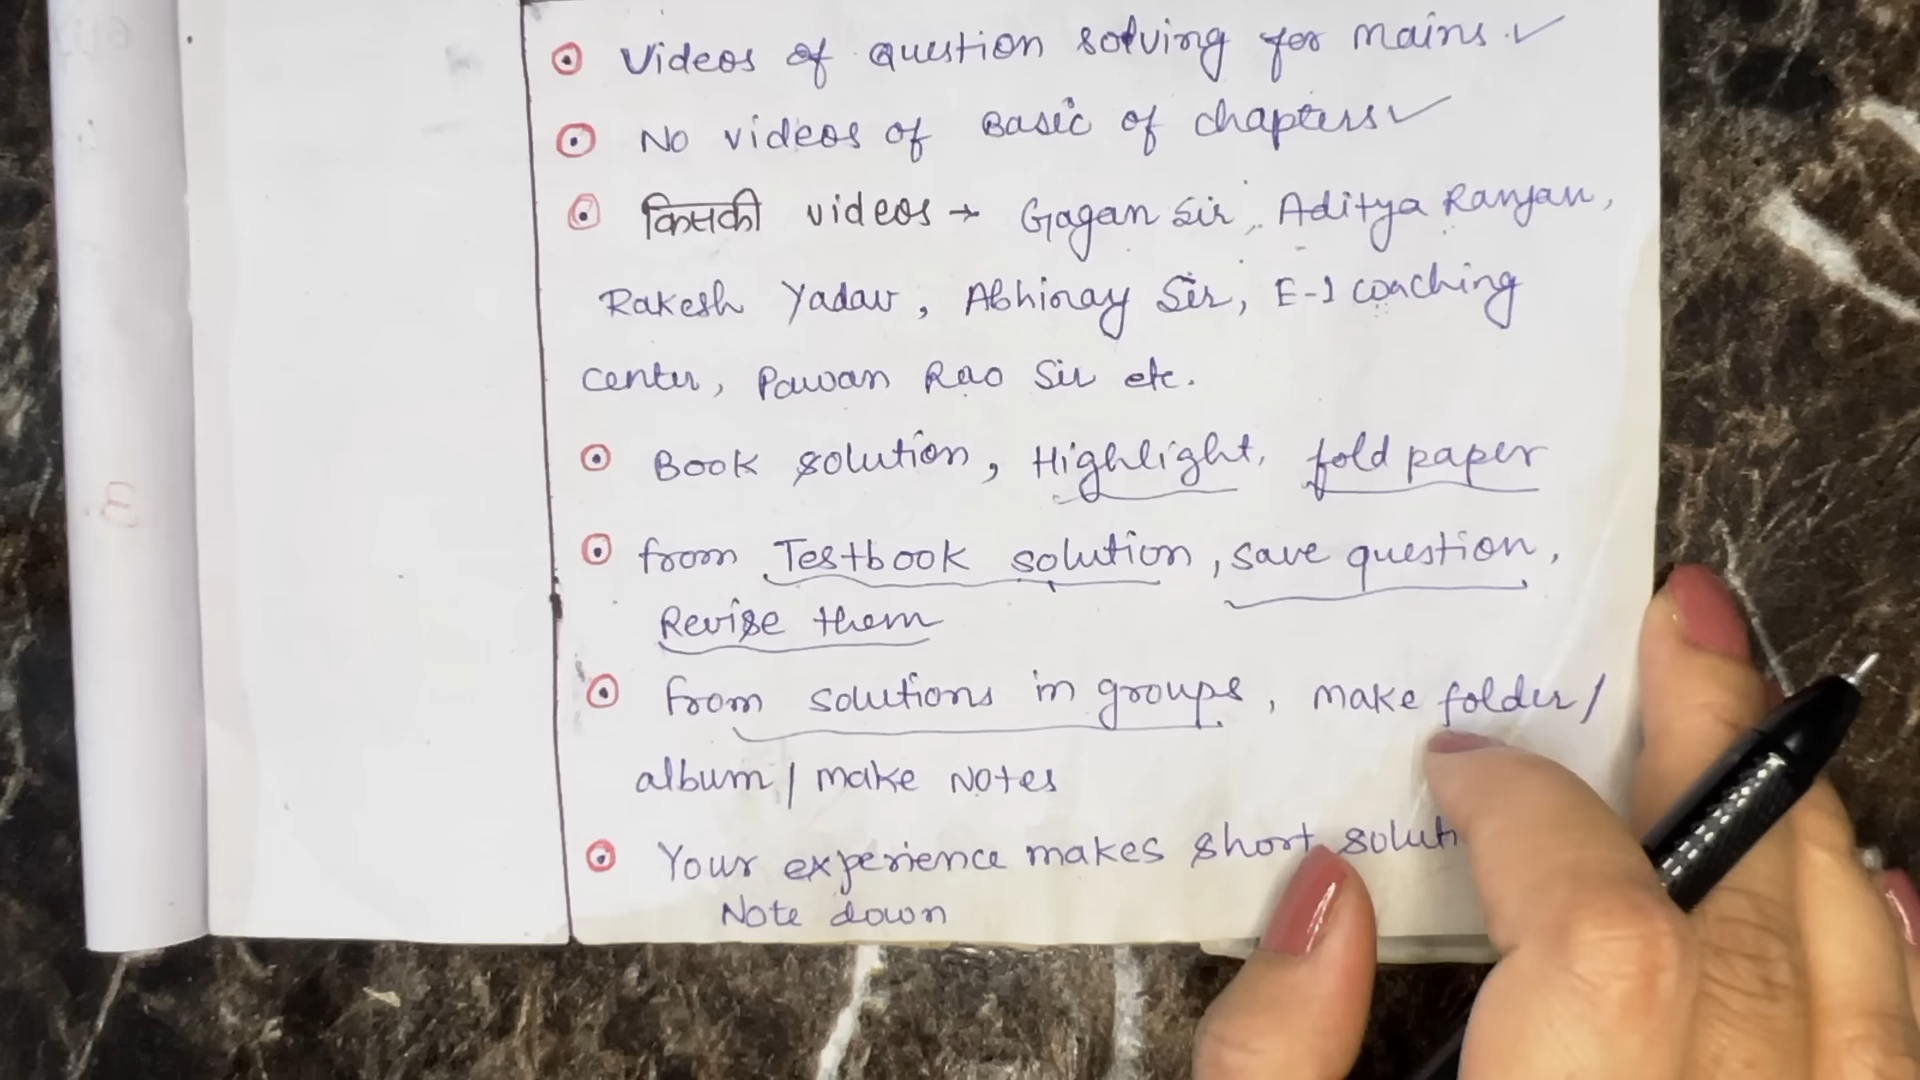 Videos of question solving for mains.✓
No videos of Basic of chapters✓
किसकी videos → Gagan Sir, Aditya Ranjan,
Rakesh Yadav, Abhinay Sir, E-1 coaching
center, Pawan Rao Sir etc.
Book solution, Highlight, fold paper
from Testbook solution, save question,
Revise them
from solutions in groups, make folder/
album/make Notes
Your experience makes short
Note down